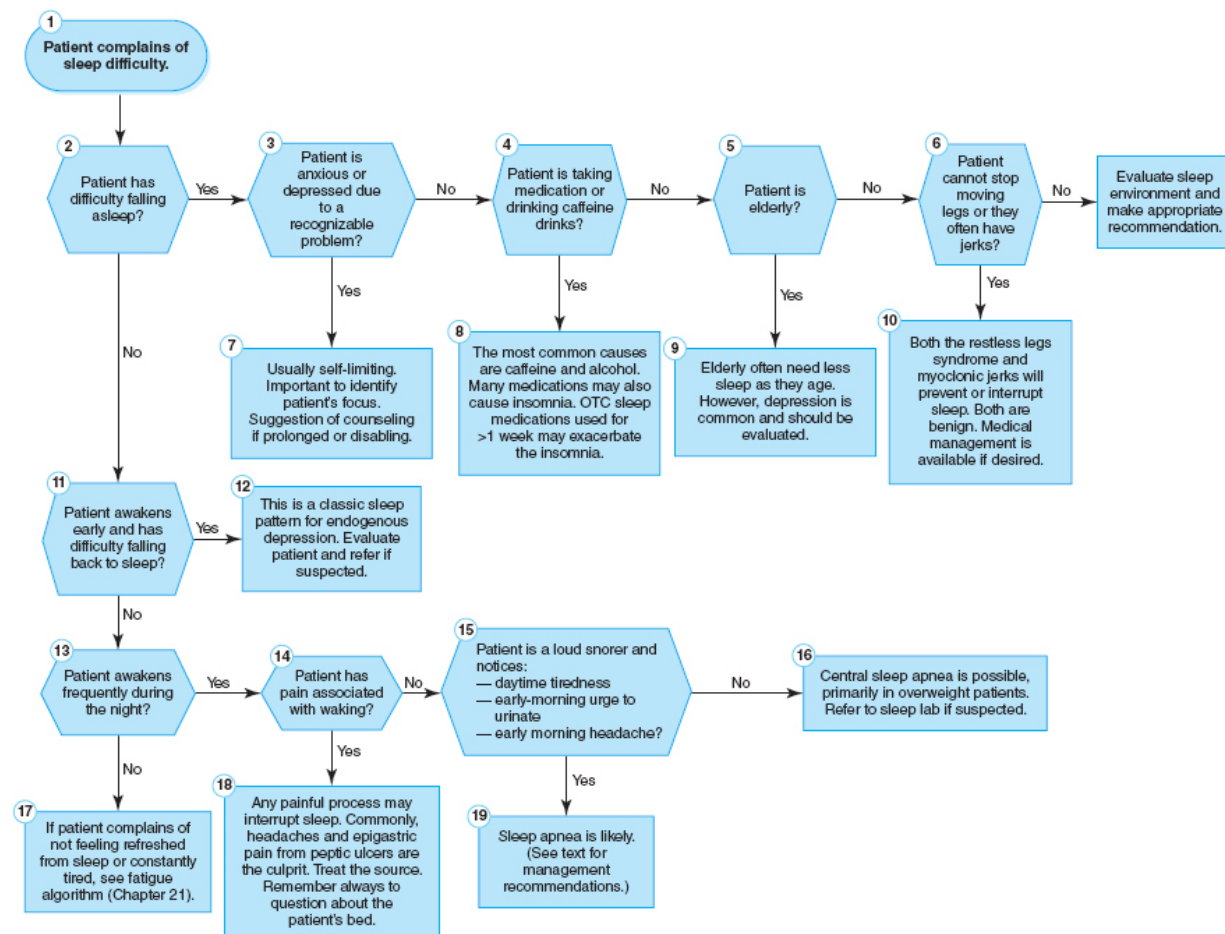 1
Patient complains of
sleep difficulty.
2
Patient has
difficulty falling
asleep?
Yes
3
Patient is
anxious or
depressed due
to a
recognizable
problem?
No
4
Patient is taking
medication or
drinking caffeine
drinks?
No
5
Patient is
elderly?
No
6
Patient
cannot stop
moving
legs or they
often have
jerks?
No
Evaluate sleep
environment and
make appropriate
recommendation.
No
Yes
7
Usually self-limiting.
Important to identify
patient's focus.
Suggestion of counseling
if prolonged or disabling.
Yes
8
The most common causes
are caffeine and alcohol.
Many medications may also
cause insomnia. OTC sleep
medications used for
>1 week may exacerbate
the insomnia.
Yes
9
Elderly often need less
sleep as they age.
However, depression is
common and should be
evaluated.
Yes
10
Both the restless legs
syndrome and
myoclonic jerks will
prevent or interrupt
sleep. Both are
benign. Medical
management is
available if desired.
11
Patient awakens
early and has
difficulty falling
back to sleep?
Yes
12
This is a classic sleep
pattern for endogenous
depression. Evaluate
patient and refer if
suspected.
No
13
Patient awakens
frequently during
the night?
Yes
14
Patient has
pain associated
with waking?
No
15
Patient is a loud snorer and
notices:
— daytime tiredness
— early-morning urge to
urinate
— early morning headache?
No
16
Central sleep apnea is possible,
primarily in overweight patients.
Refer to sleep lab if suspected.
No
17
If patient complains of
not feeling refreshed
from sleep or constantly
tired, see fatigue
algorithm (Chapter 21).
Yes
18
Any painful process may
interrupt sleep. Commonly,
headaches and epigastric
pain from peptic ulcers are
the culprit. Treat the source.
Remember always to
question about the
patient's bed.
Yes
19
Sleep apnea is likely.
(See text for
management
recommendations.)